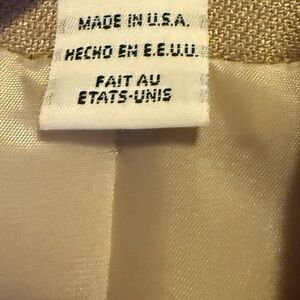 MADE IN U.S.A.
HECHO EN E.E.U.U.
FAIT AU
ETATS-UNIS